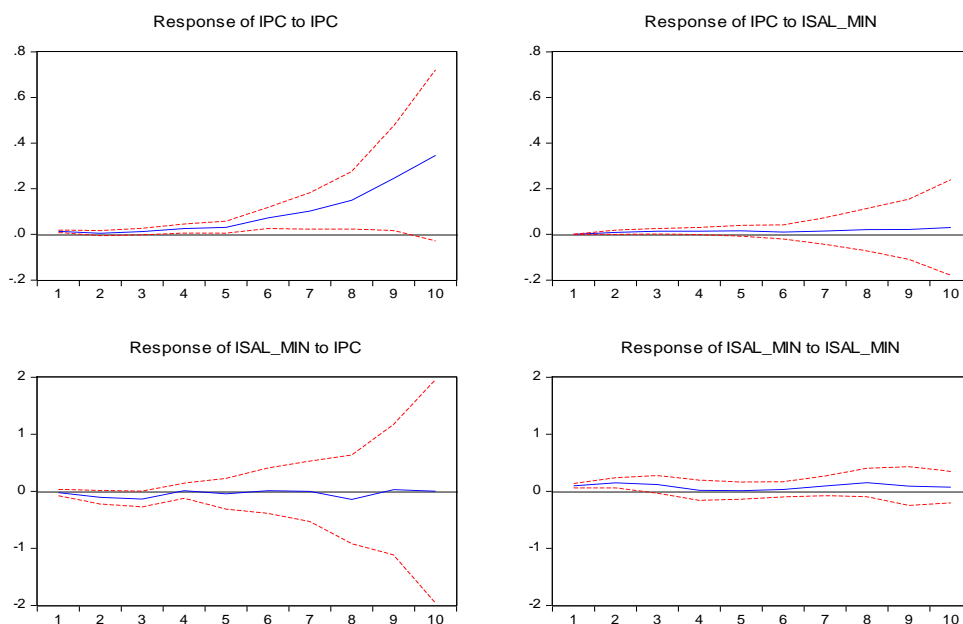 Response of IPC to IPC
.8
.6
.4
.2
.0
-.2
1 2 3 4 5 6 7 8 9 10
Response of IPC to ISAL_MIN
.8
.6
.4
.2
.0
-.2
1 2 3 4 5 6 7 8 9 10
Response of ISAL_MIN to IPC
2
1
0
-1
-2
1 2 3 4 5 6 7 8 9 10
Response of ISAL_MIN to ISAL_MIN
2
1
0
-1
-2
1 2 3 4 5 6 7 8 9 10